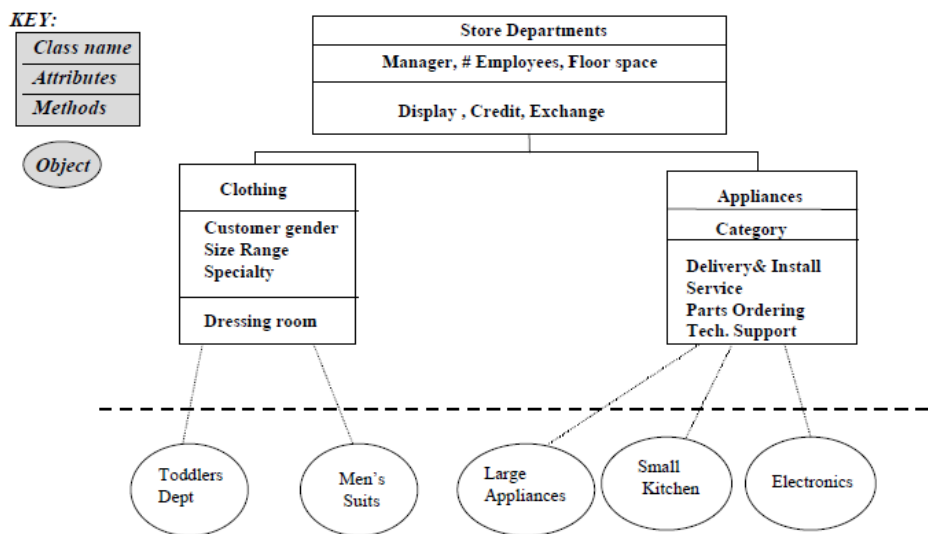 KEY:
Class name
Attributes
Methods
Object
Store Departments
Manager, # Employees, Floor space
Display , Credit, Exchange
Clothing
Customer gender
Size Range
Specialty
Dressing room
Appliances
Category
Delivery& Install
Service
Parts Ordering
Tech. Support
Toddlers
Dept
Men's
Suits
Large
Appliances
Small
Kitchen
Electronics